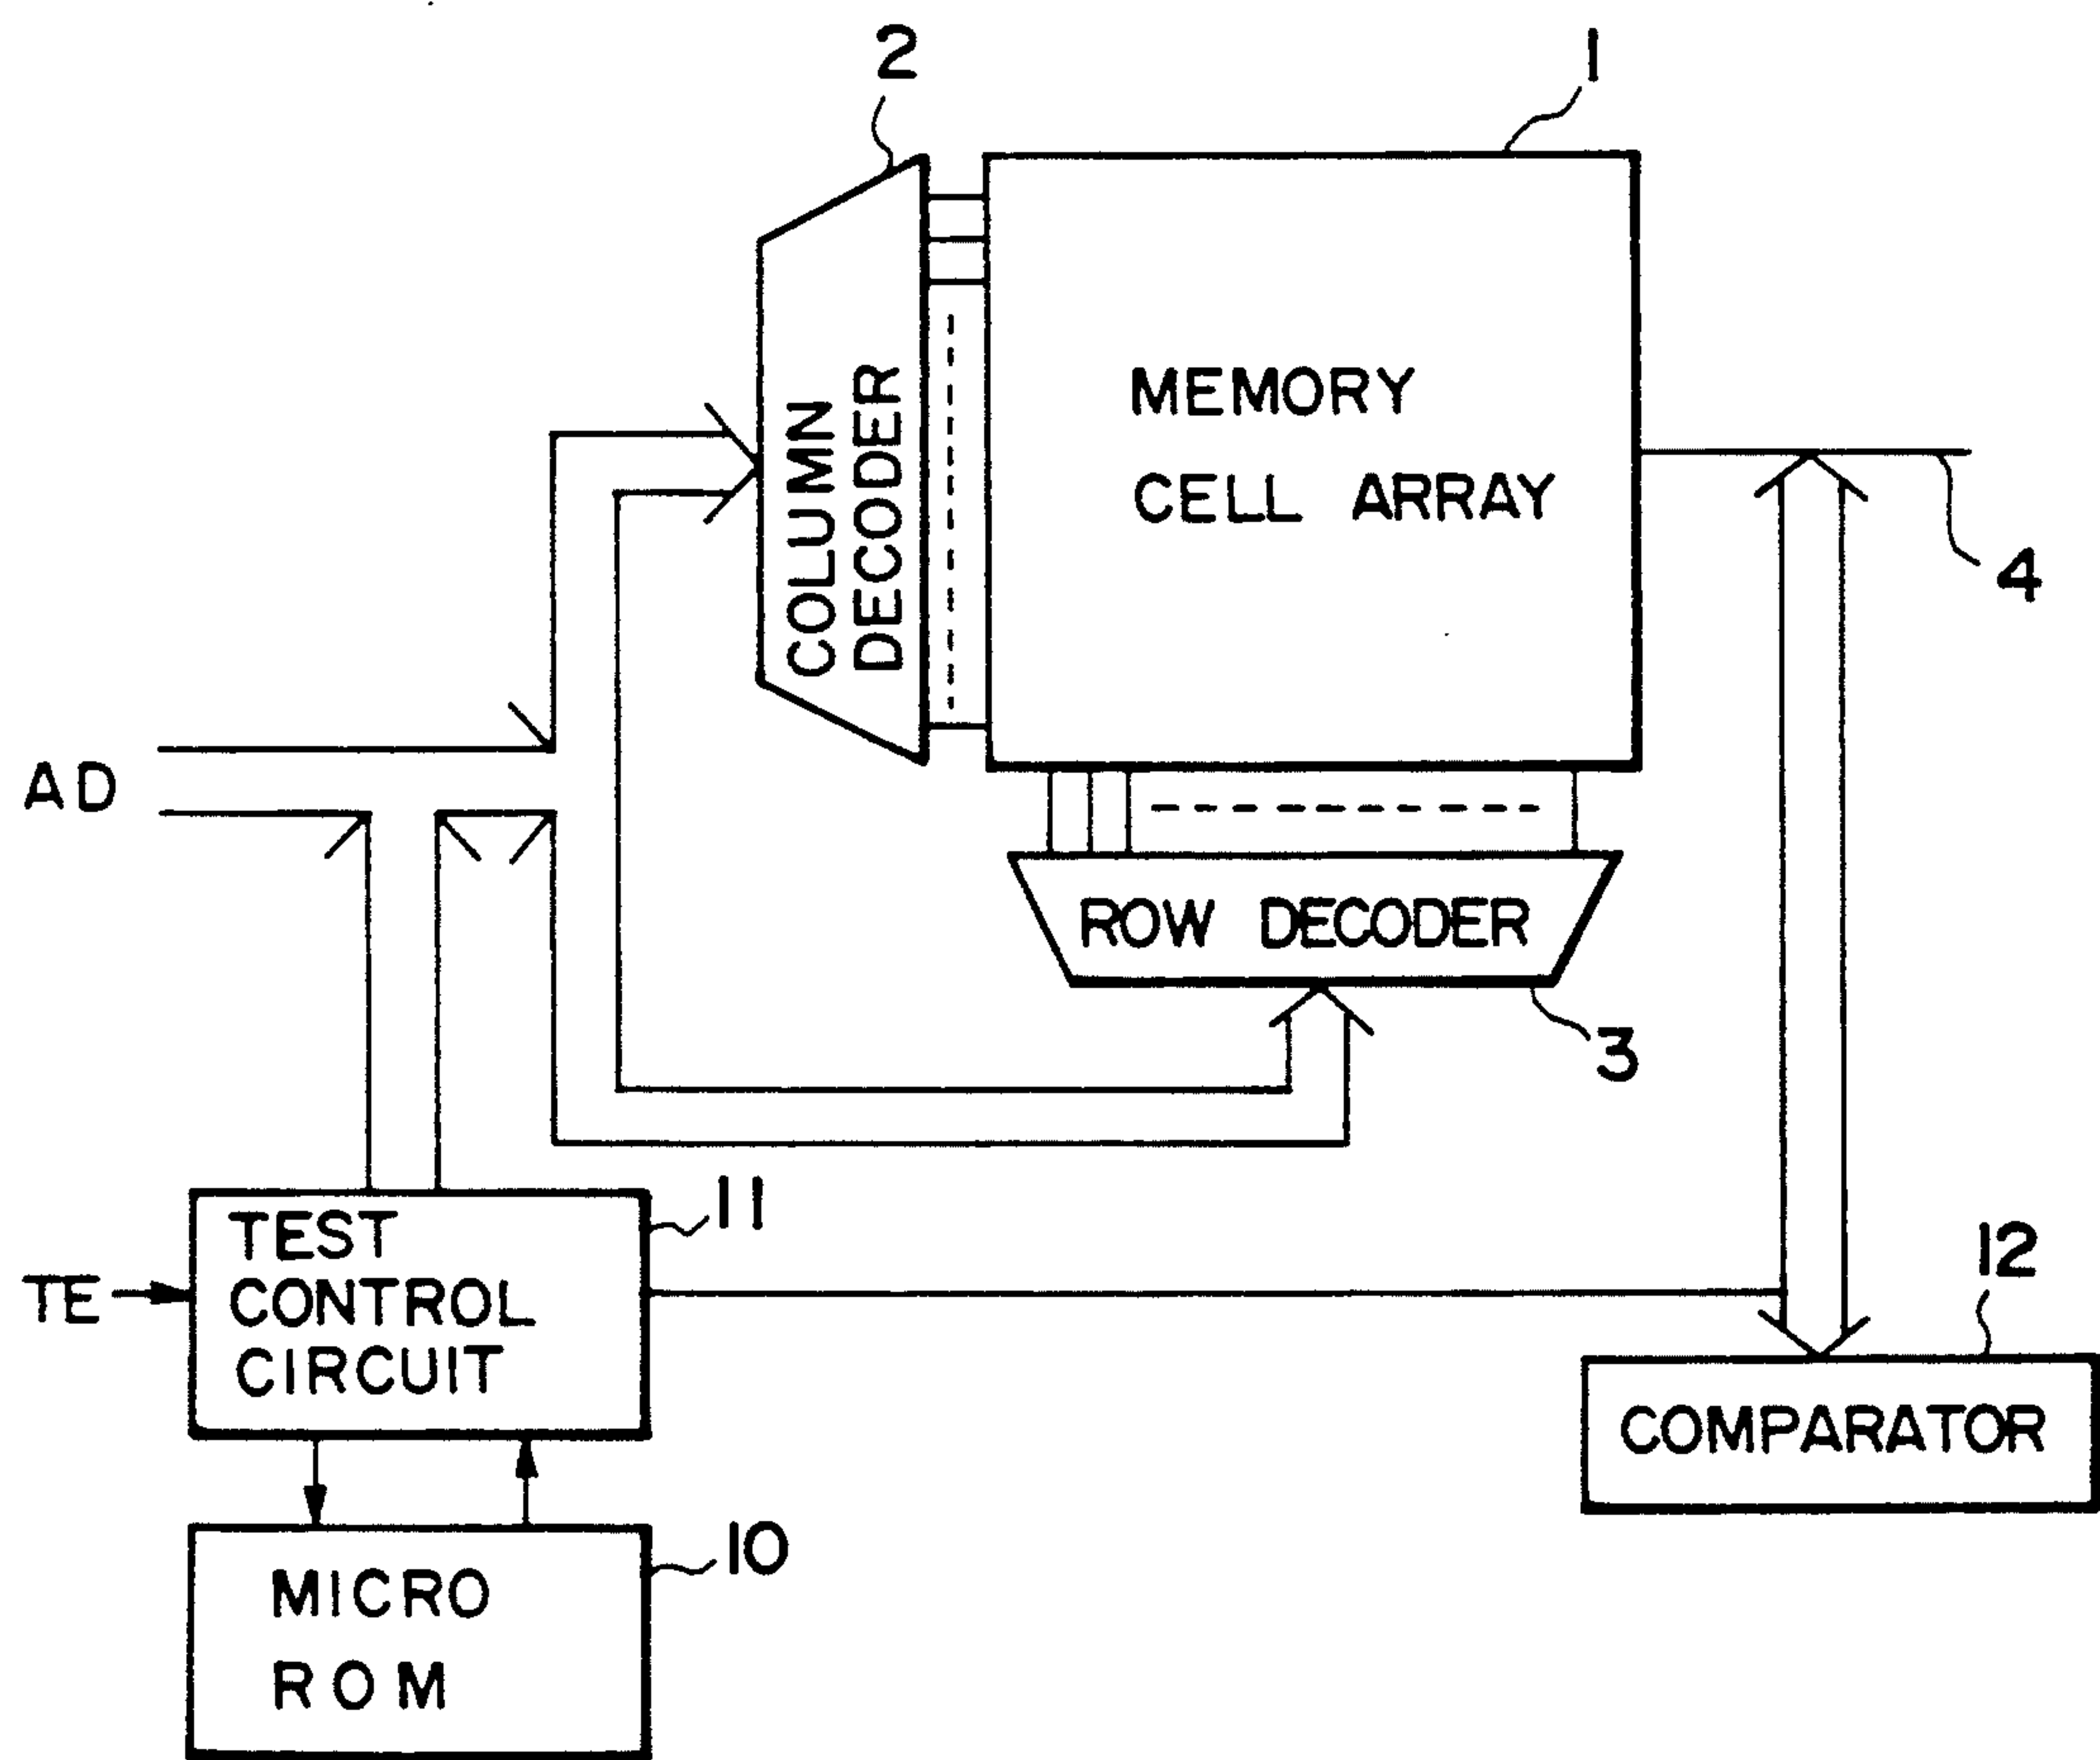 2
1
COLUMN
DECODER
MEMORY
CELL ARRAY
4
AD
ROW DECODER
3
11
TEST
CONTROL
CIRCUIT
T̅E̅
12
COMPARATOR
10
MICRO
ROM